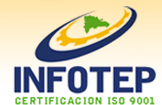 INFOTEP
CERTIFICACION ISO 9001